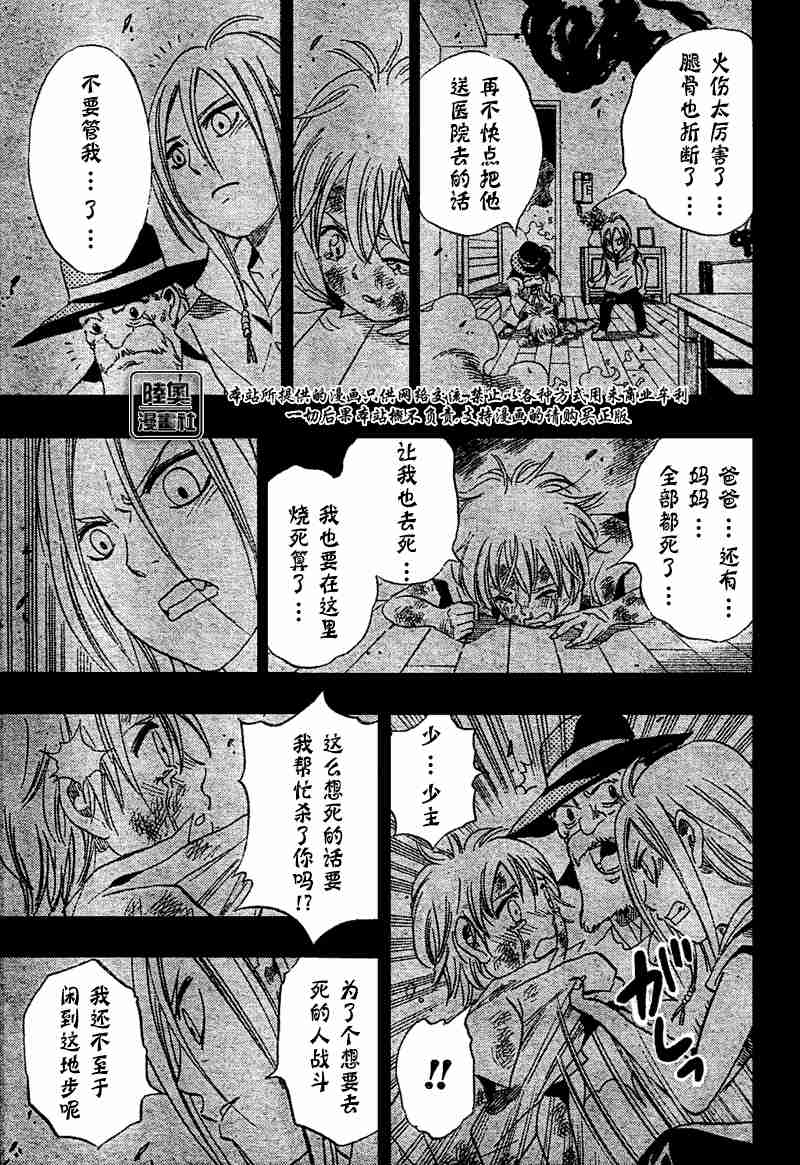 火伤太厉害了…
腿骨也折断了…
再不快点把他
送医院去的话
不要管我…了…
陸奥
漫畫社
本站所提供的漫画只供网络交流,禁止以各种方式用来商业牟利
一切后果本站概不负责.支持漫画的请购买正版
爸爸…还有
妈妈…
全部都死了…
让我也去死…
我也要在这里
烧死算了…
少…少主
ガッ
!!
这么想死的话要
我帮忙杀了你吗!?
为了个想要去
死的人战斗
我还不至于
闲到这地步呢